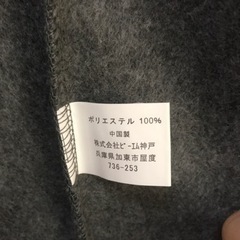 ポリエステル 100%
中国製
株式会社ビーエム神戸
兵庫県加東市屋度
736-253